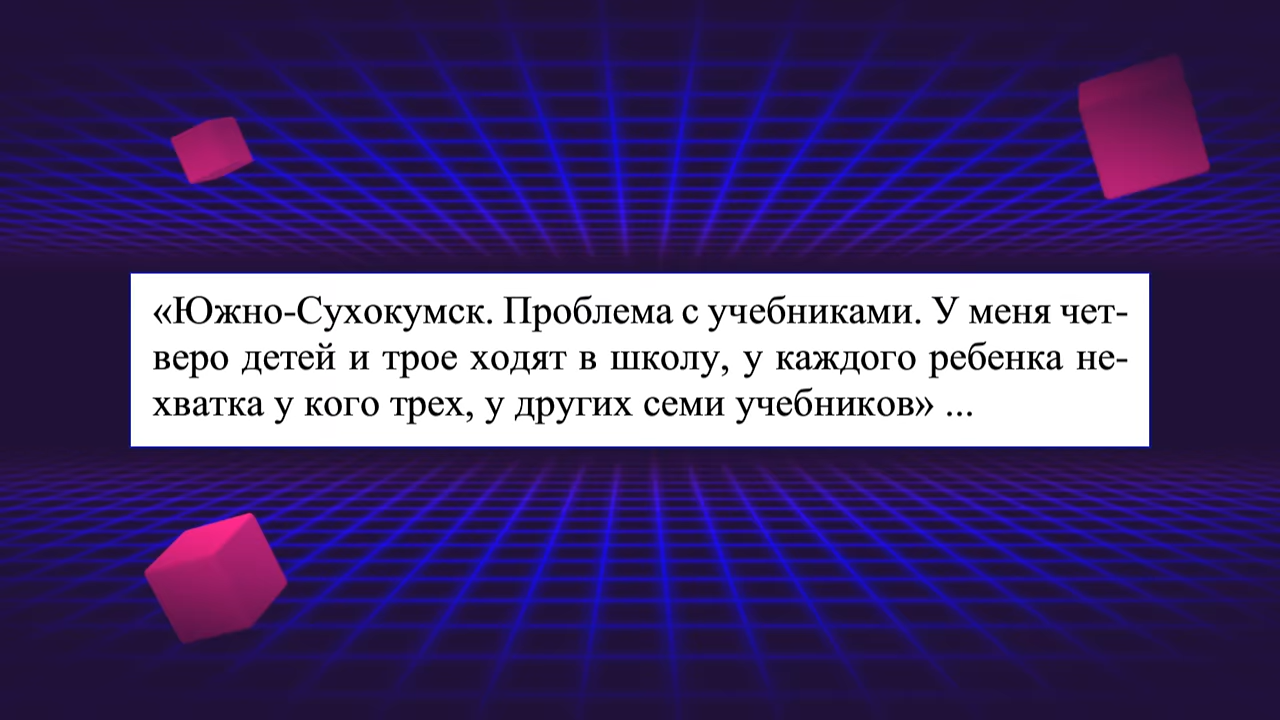 «Южно-Сухокумск. Проблема с учебниками. У меня чет-
веро детей и трое ходят в школу, у каждого ребенка не-
хватка у кого трех, у других семи учебников» ...